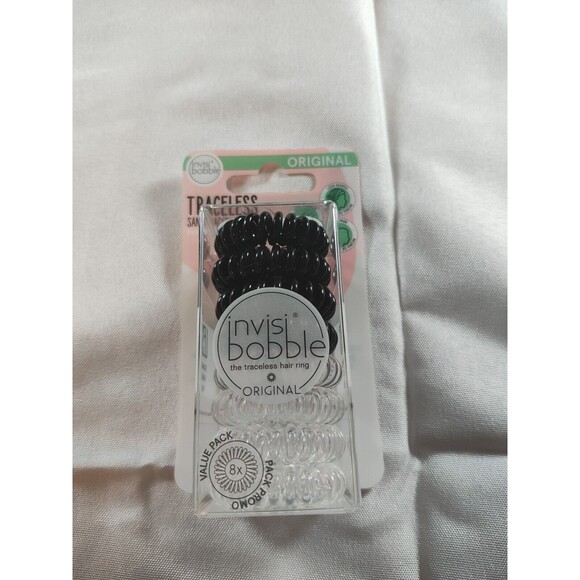 invisi
bobble
ORIGINAL
TRACELESS
invisi®
bobble
the traceless hair ring
ORIGINAL
VALUE PACK
8x
PACK PROMO